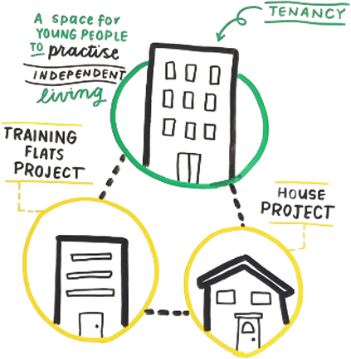 A space for
YOUNG PEOPLE
TO practise
INDEPENDENT
living
TENANCY
TRAINING
FLATS
PROJECT
HOUSE
PROJECT